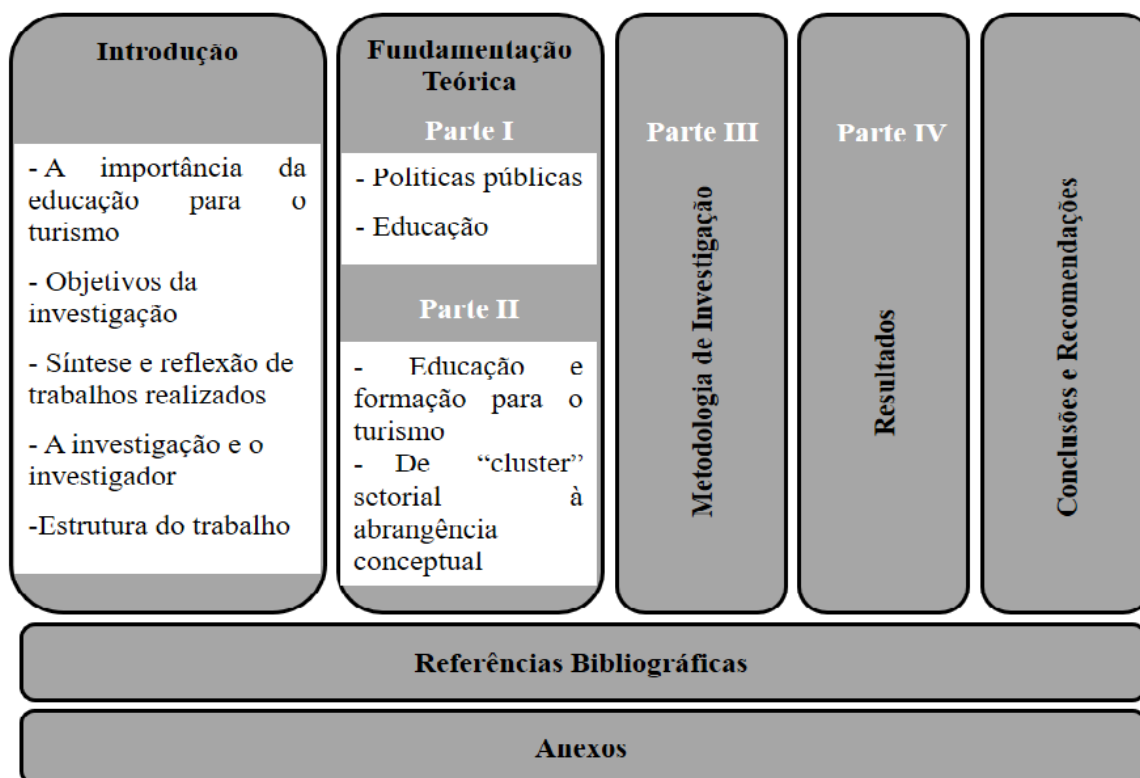 Introdução
- A importância da
educação para o
turismo
- Objetivos da
investigação
- Síntese e reflexão de
trabalhos realizados
- A investigação e o
investigador
-Estrutura do trabalho
Fundamentação
Teórica
Parte I
- Políticas públicas
- Educação
Parte II
- Educação e
formação para o
turismo
- De “cluster”
setorial à
abrangência
conceptual
Parte III
Metodologia de Investigação
Parte IV
Resultados
Conclusões e Recomendações
Referências Bibliográficas
Anexos